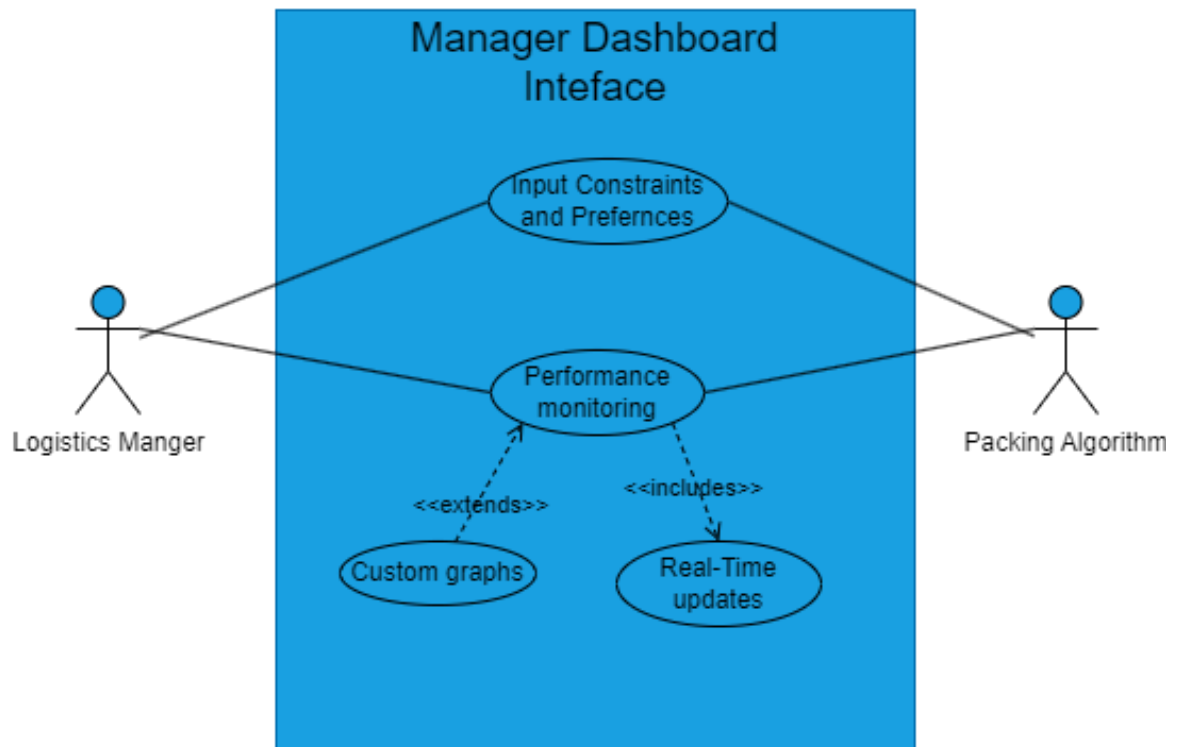 Manager Dashboard
Inteface
Input Constraints
and Prefernces
Performance
monitoring
Logistics Manger
Packing Algorithm
<<extends>>
<<includes>>
Custom graphs
Real-Time
updates